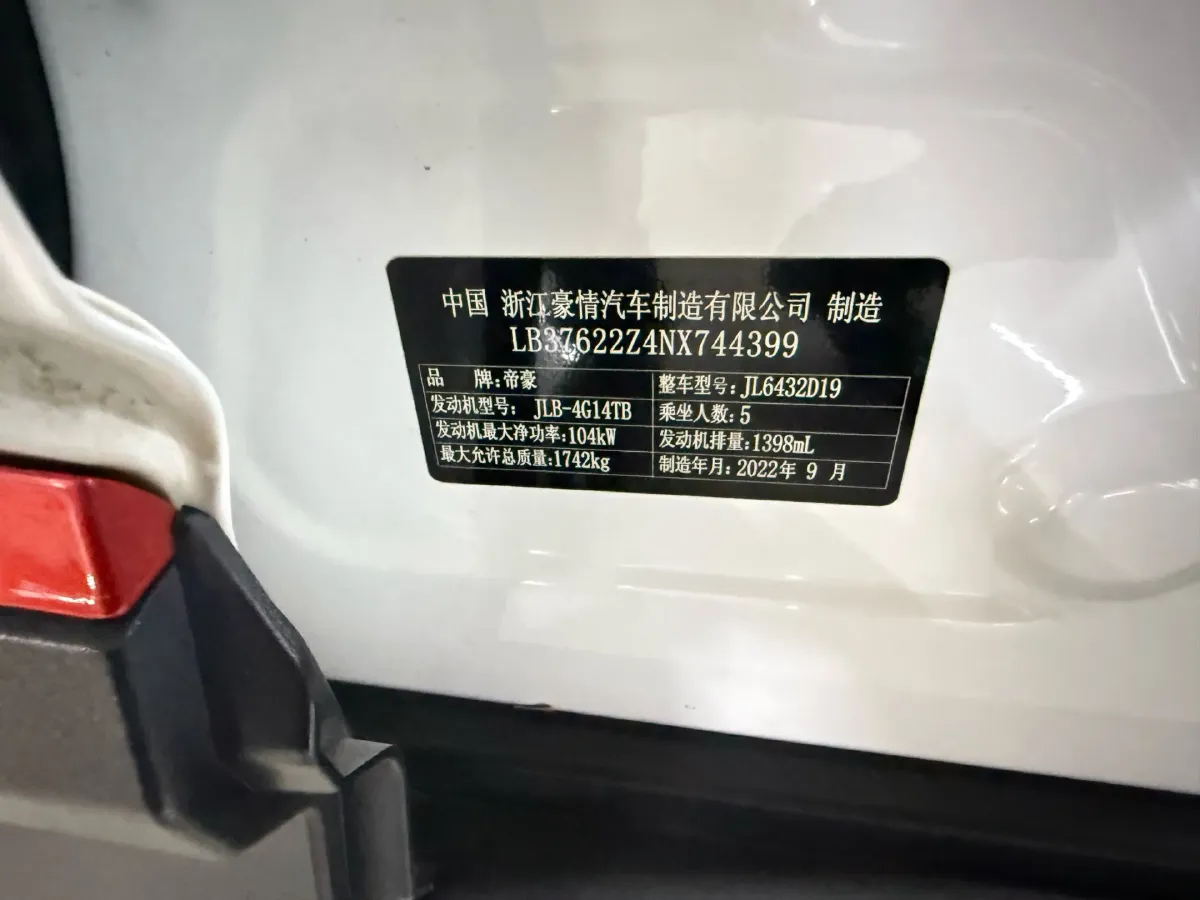 中国 浙江豪情汽车制造有限公司 制造
LB37622Z4NX744399
品 牌:帝豪 整车型号:JL6432D19
发动机型号: JLB-4G14TB 乘坐人数:5
发动机最大净功率:104kW 发动机排量:1398mL
最大允许总质量:1742kg 制造年月:2022年 9 月